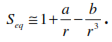 S_eq ≅ 1 + a/r − b/r³ .